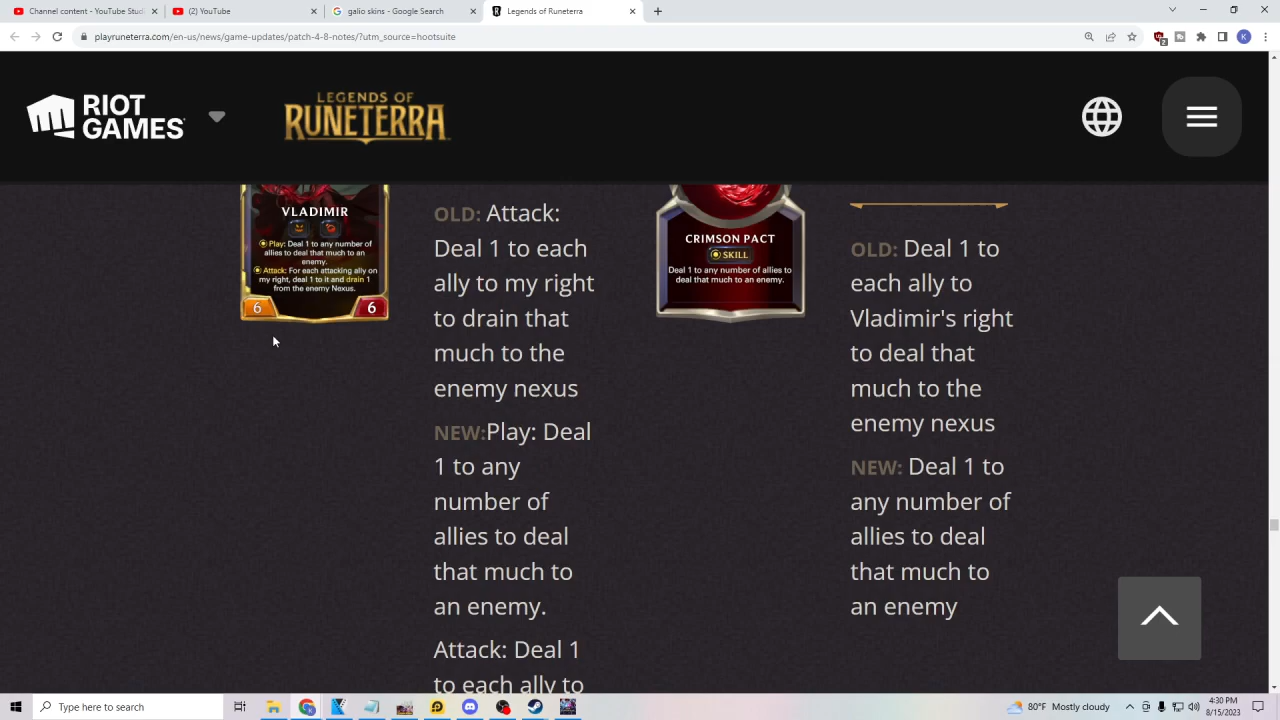 Channel content - YouTube Stud
(2) YouTube
galio skins - Google Search
Legends of Runeterra
playruneterra.com/en-us/news/game-updates/patch-4-8-notes/?utm_source=hootsuite
2
K
RIOT
GAMES
LEGENDS OF
RUNETERRA
VLADIMIR
Play: Deal 1 to any number of
allies to deal that much to an
enemy.
Attack: For each attacking ally on
my right, deal 1 to it and drain 1
from the enemy Nexus.
6
6
OLD: Attack:
Deal 1 to each
ally to my right
to drain that
much to the
enemy nexus
NEW:Play: Deal
1 to any
number of
allies to deal
that much to
an enemy.
Attack: Deal 1
to each ally to
CRIMSON PACT
SKILL
Deal 1 to any number of allies to
deal that much to an enemy.
OLD: Deal 1 to
each ally to
Vladimir's right
to deal that
much to the
enemy nexus
NEW: Deal 1 to
any number of
allies to deal
that much to
an enemy
Type here to search
80°F Mostly cloudy
4:30 PM
8/15/2023